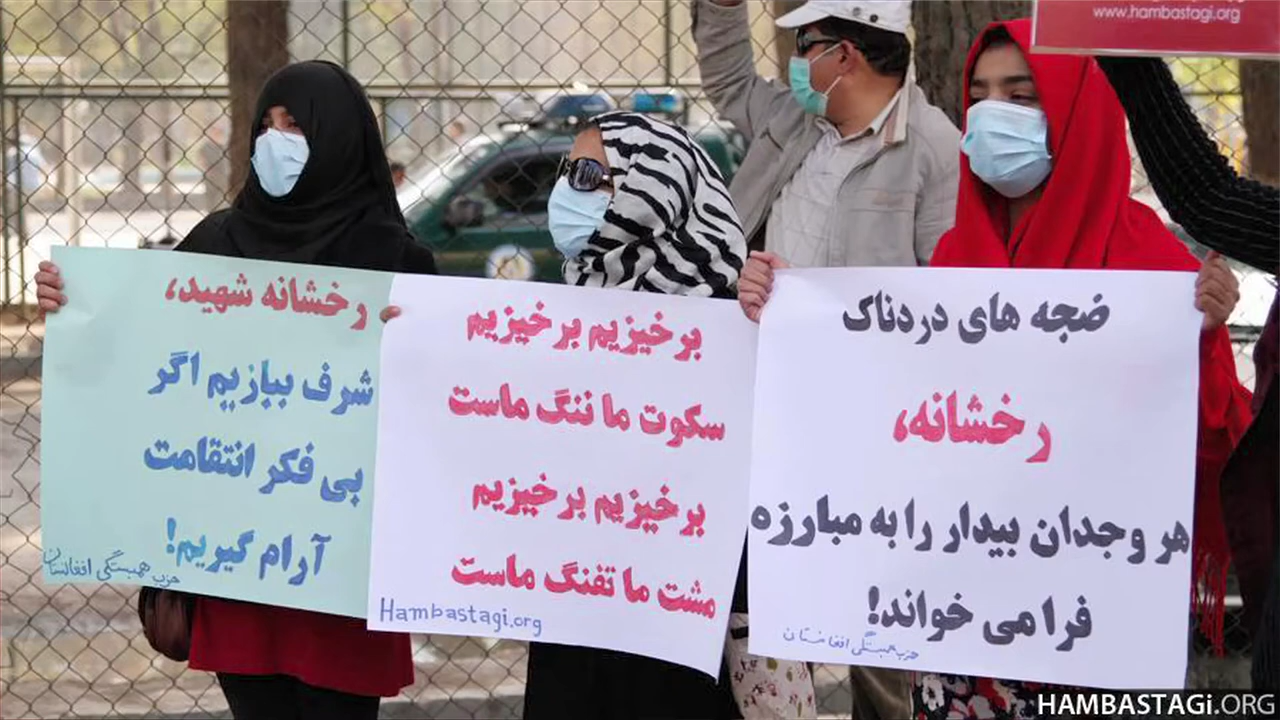 www.hambastagi.org
رخشانه شهید،
شرف ببازیم اگر
بی فکر انتقامت
آرام گیریم!
حزب همبستگی افغانستان
برخیزیم برخیزیم
سکوت ما ننگ ماست
برخیزیم برخیزیم
مشت ما تفنگ ماست
Hambastagi.org
ضجه های دردناک
رخشانه،
هر وجدان بیدار را به مبارزه
فرا می خواند!
حزب همبستگی افغانستان
HAMBASTAGi.ORG